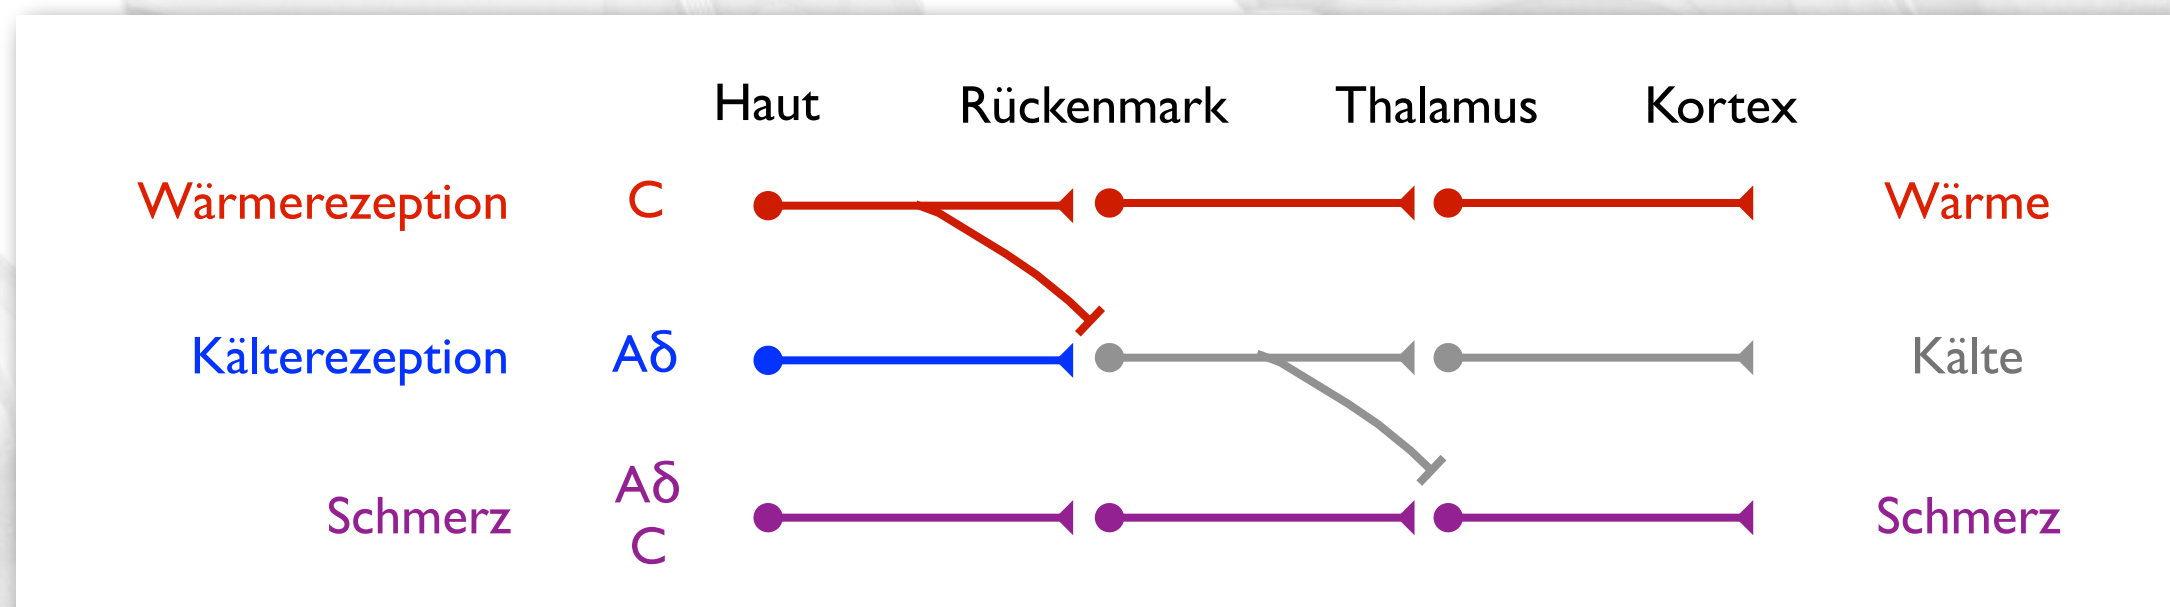 Haut Rückenmark Thalamus Kortex
Wärmerezeption C Wärme
Kälterezeption Aδ Kälte
Aδ
Schmerz Schmerz
C